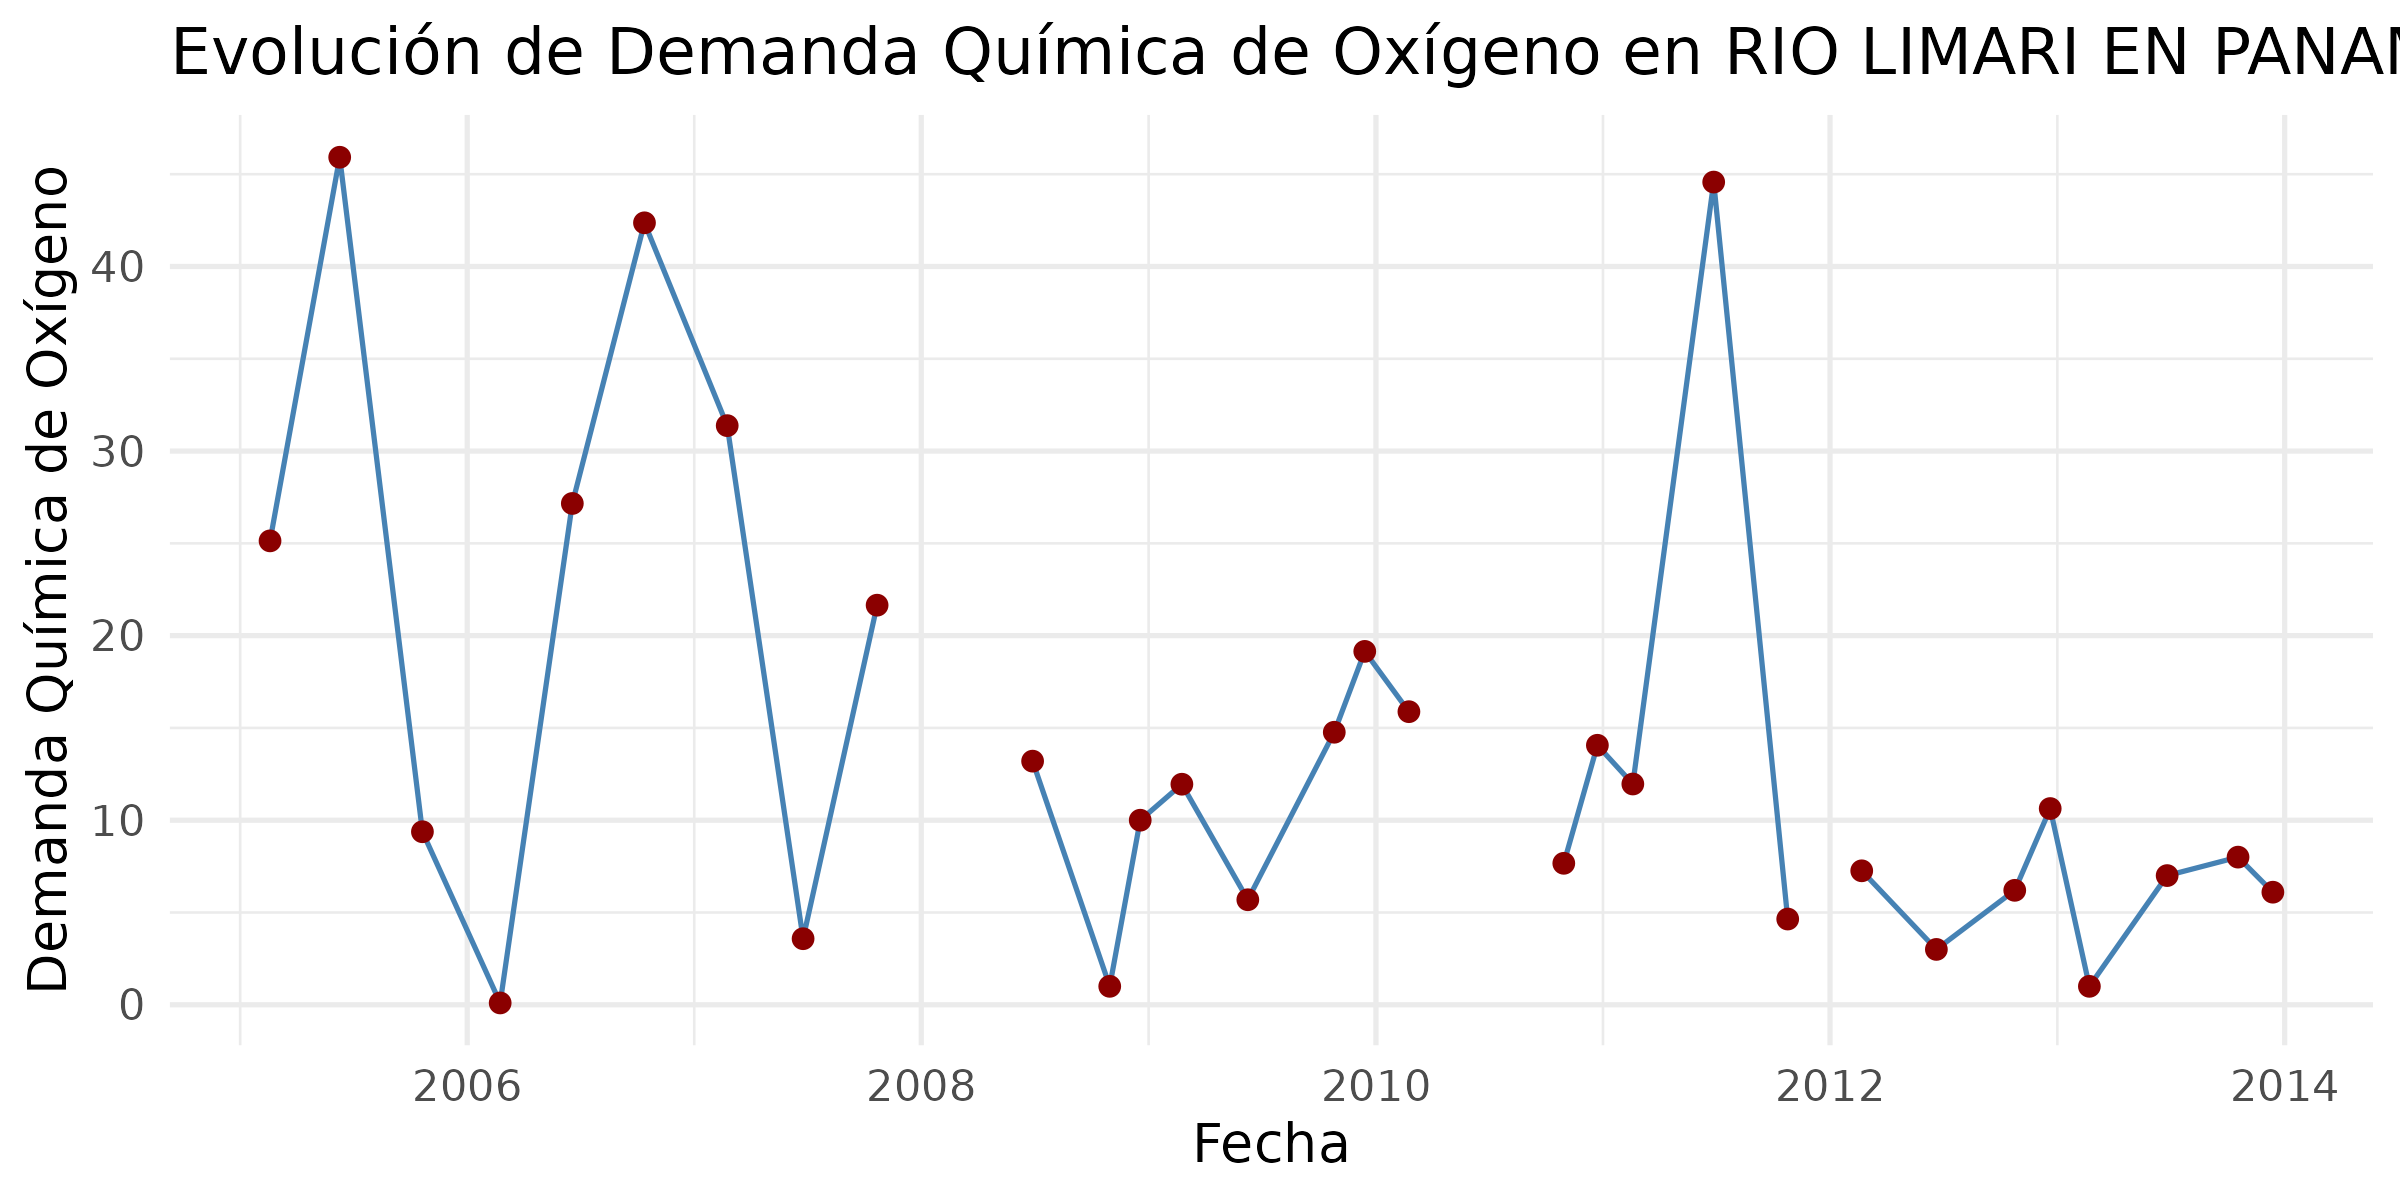 Evolución de Demanda Química de Oxígeno en RIO LIMARI EN
Demanda Química de Oxígeno
40
30
20
10
0
2006 2008 2010 2012 2014
Fecha